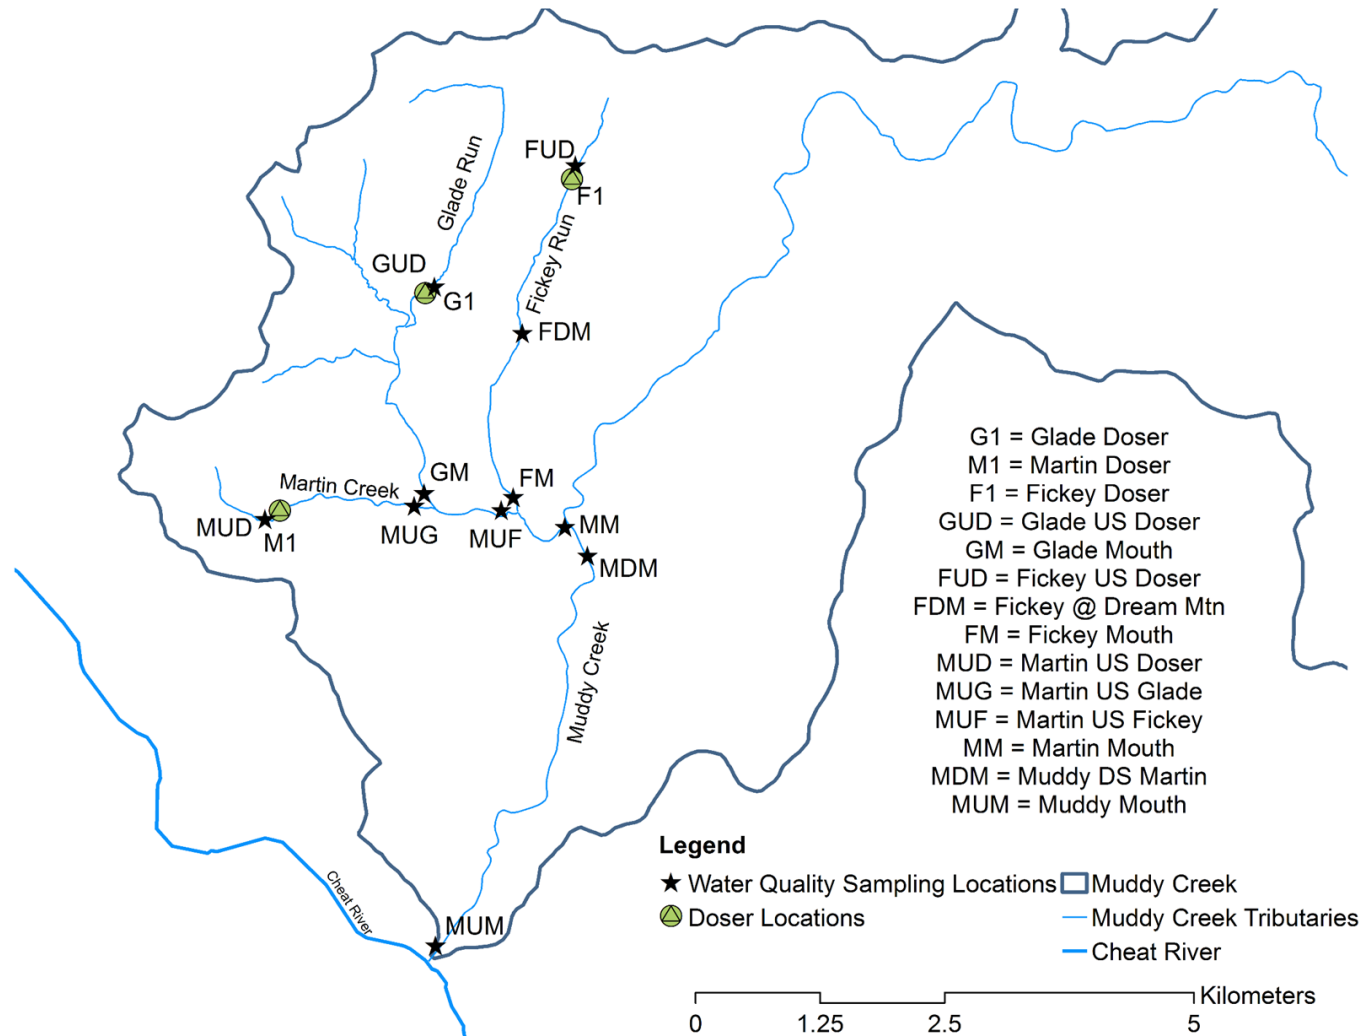 FUD
F1
Glade Run
Fickey Run
GUD
G1
FDM
GM
FM
Martin Creek
MUD
M1
MUG
MUF
MM
MDM
Muddy Creek
Cheat River
MUM
G1 = Glade Doser
M1 = Martin Doser
F1 = Fickey Doser
GUD = Glade US Doser
GM = Glade Mouth
FUD = Fickey US Doser
FDM = Fickey @ Dream Mtn
FM = Fickey Mouth
MUD = Martin US Doser
MUG = Martin US Glade
MUF = Martin US Fickey
MM = Martin Mouth
MDM = Muddy DS Martin
MUM = Muddy Mouth
Legend
Water Quality Sampling Locations
Doser Locations
Muddy Creek
Muddy Creek Tributaries
Cheat River
Kilometers
0 1.25 2.5 5